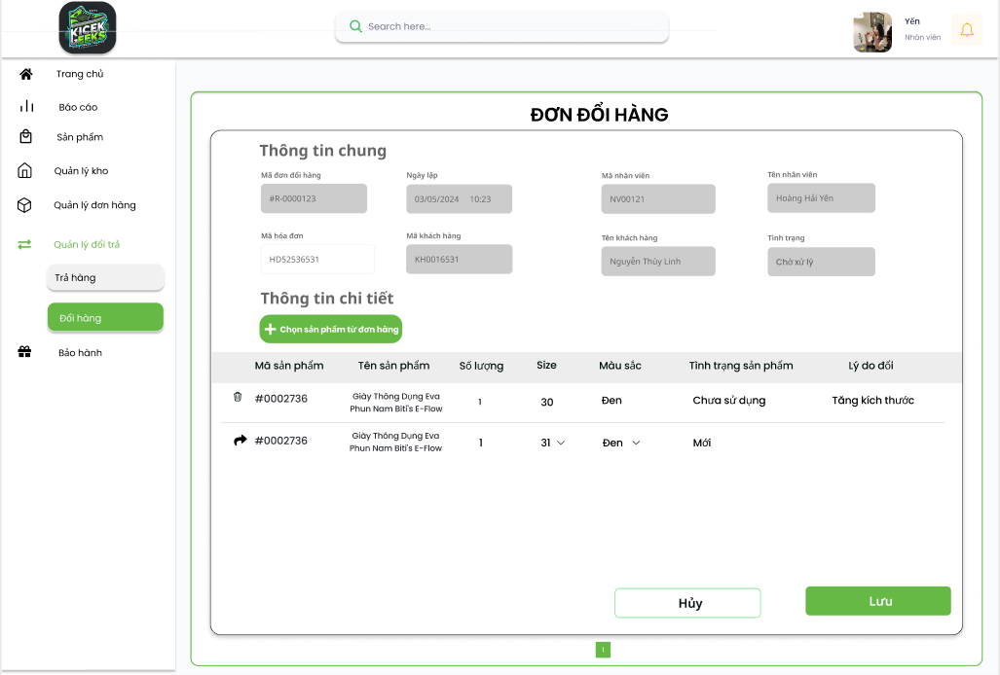 KICEK
GEEKS
Search here...
Yến
Nhân viên
Trang chủ
Báo cáo
Sản phẩm
Quản lý kho
Quản lý đơn hàng
Quản lý đổi trả
Trả hàng
Đổi hàng
Bảo hành
ĐƠN ĐỔI HÀNG
Thông tin chung
Mã đơn đổi hàng Ngày lập Mã nhân viên Tên nhân viên
#R-0000123 03/05/2024 10:23 NV00121 Hoàng Hải Yến
Mã hóa đơn Mã khách hàng Tên khách hàng Tình trạng
HD52536531 KH0016531 Nguyễn Thùy Linh Chờ xử lý
Thông tin chi tiết
Chọn sản phẩm từ đơn hàng
Mã sản phẩm Tên sản phẩm Số lượng Size Màu sắc Tình trạng sản phẩm Lý do đổi
#0002736 Giày Thông Dụng Eva 1 30 Đen Chưa sử dụng Tăng kích thước
Phun Nam Biti's E-Flow
#0002736 Giày Thông Dụng Eva 1 31 Đen Mới
Phun Nam Biti's E-Flow
Hủy Lưu
1